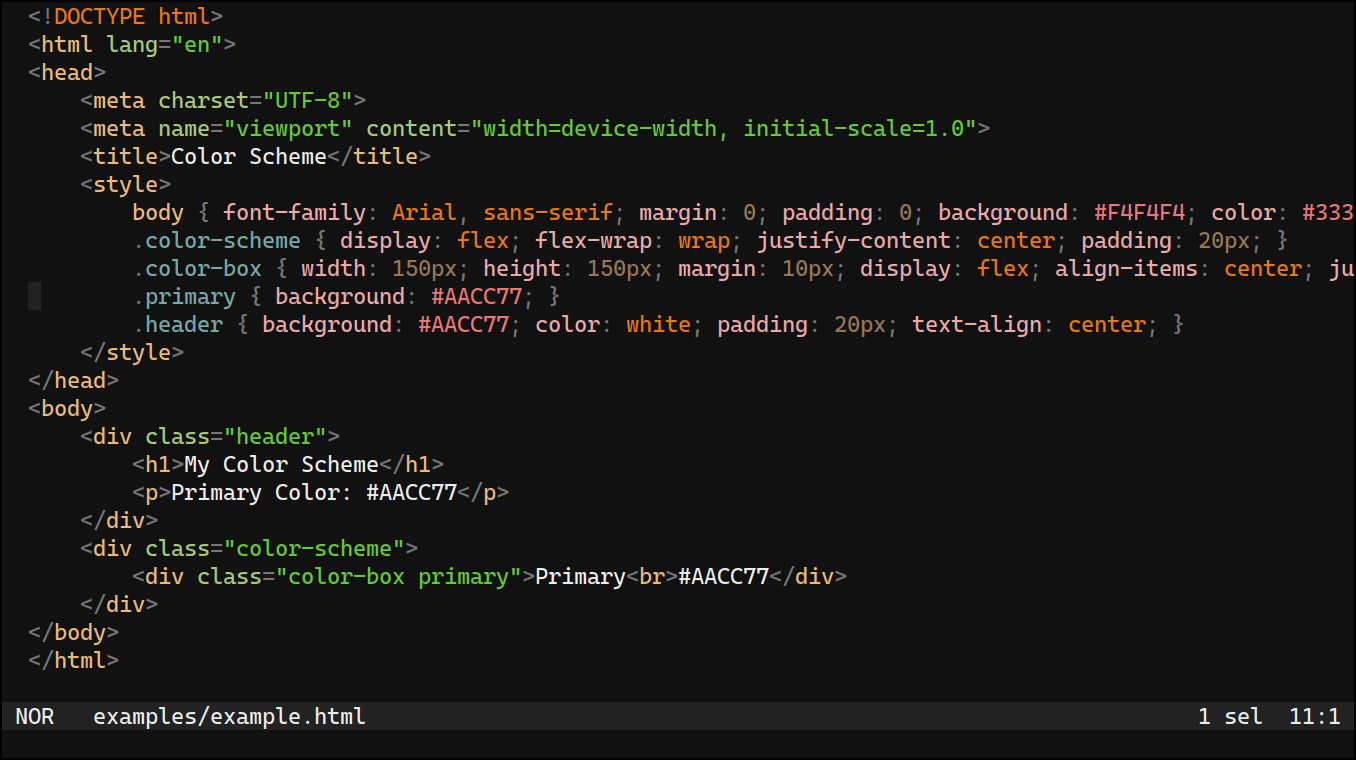 <!DOCTYPE html>
<html lang="en">
<head>
    <meta charset="UTF-8">
    <meta name="viewport" content="width=device-width, initial-scale=1.0">
    <title>Color Scheme</title>
    <style>
        body { font-family: Arial, sans-serif; margin: 0; padding: 0; background: #F4F4F4; color: #333
        .color-scheme { display: flex; flex-wrap: wrap; justify-content: center; padding: 20px; }
        .color-box { width: 150px; height: 150px; margin: 10px; display: flex; align-items: center; ju
        .primary { background: #AACC77; }
        .header { background: #AACC77; color: white; padding: 20px; text-align: center; }
    </style>
</head>
<body>
    <div class="header">
        <h1>My Color Scheme</h1>
        <p>Primary Color: #AACC77</p>
    </div>
    <div class="color-scheme">
        <div class="color-box primary">Primary<br>#AACC77</div>
    </div>
</body>
</html>
NOR   examples/example.html   1 sel  11:1